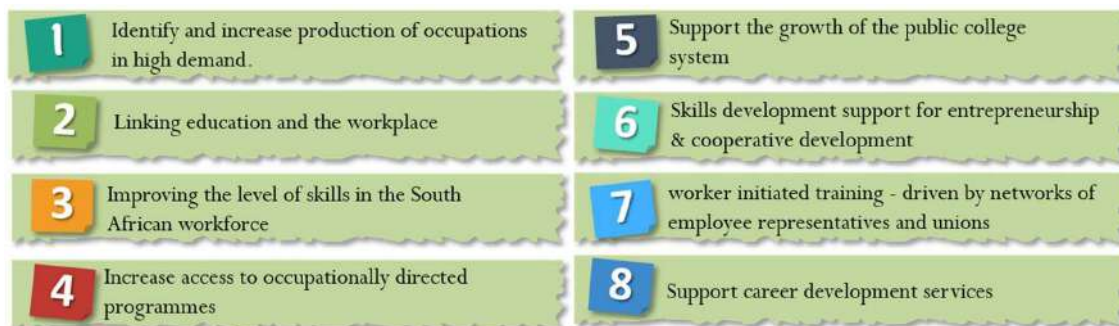 1
Identify and increase production of occupations
in high demand.
2
Linking education and the workplace
3
Improving the level of skills in the South
African workforce
4
Increase access to occupationally directed
programmes
5
Support the growth of the public college
system
6
Skills development support for entrepreneurship
& cooperative development
7
worker initiated training - driven by networks of
employee representatives and unions
8
Support career development services